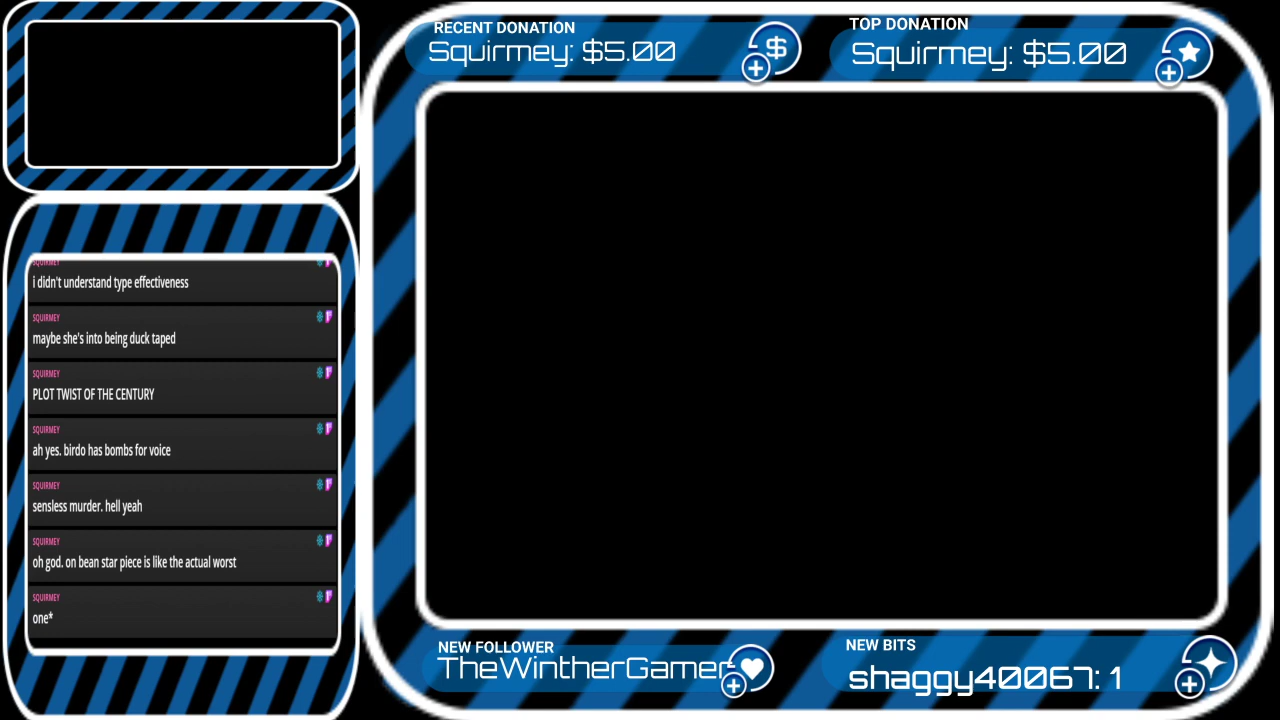 RECENT DONATION
Squirmey: $5.00
TOP DONATION
Squirmey: $5.00
SQUIRMEY
i didn't understand type effectiveness
SQUIRMEY
maybe she's into being duck taped
SQUIRMEY
PLOT TWIST OF THE CENTURY
SQUIRMEY
ah yes. birdo has bombs for voice
SQUIRMEY
sensless murder. hell yeah
SQUIRMEY
oh god. on bean star piece is like the actual worst
SQUIRMEY
one*
NEW FOLLOWER
TheWintherGamer
NEW BITS
shaggy40067: 1